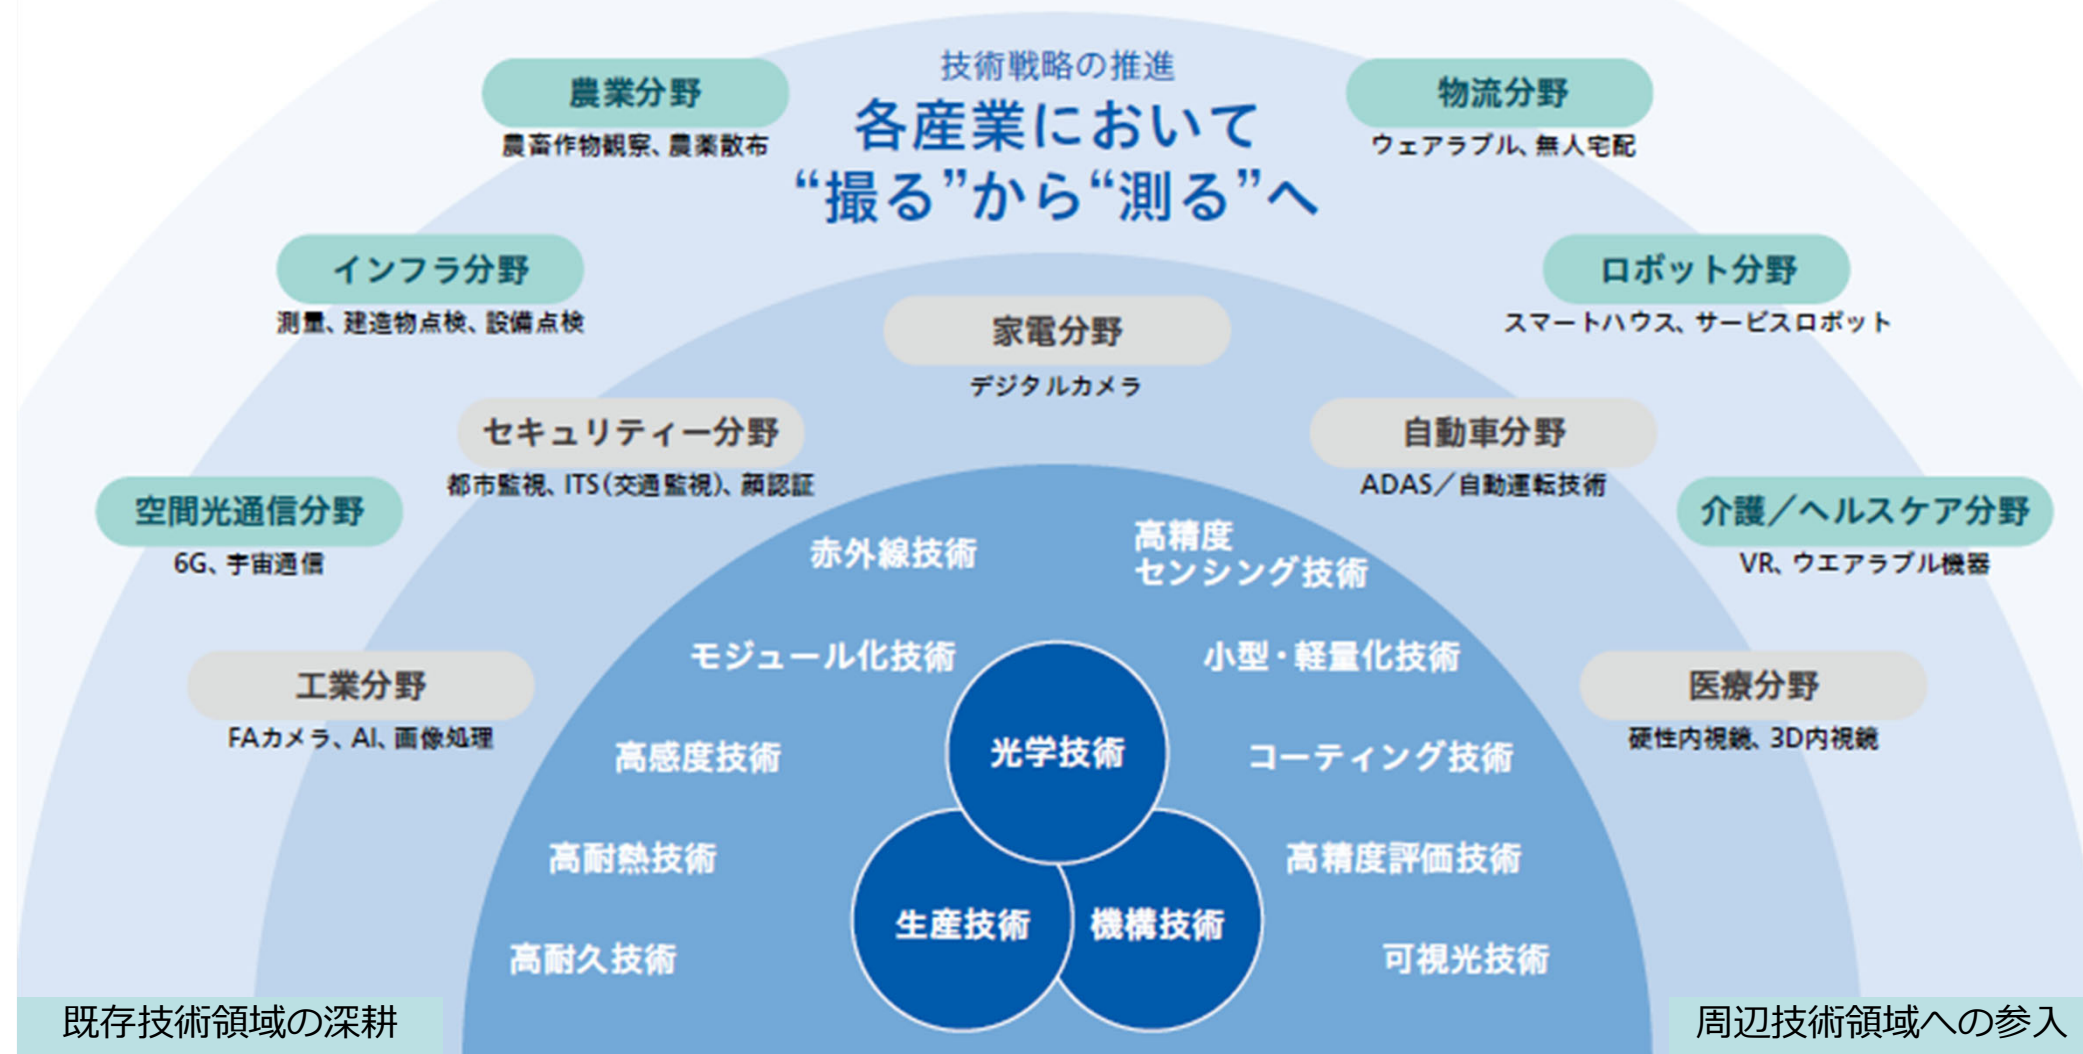 技術戦略の推進
各産業において
“撮る”から“測る”へ
農業分野
農畜作物観察、農薬散布
物流分野
ウェアラブル、無人宅配
インフラ分野
測量、建造物点検、設備点検
ロボット分野
スマートハウス、サービスロボット
家電分野
デジタルカメラ
セキュリティー分野
都市監視、ITS（交通監視）、顔認証
自動車分野
ADAS／自動運転技術
空間光通信分野
6G、宇宙通信
介護／ヘルスケア分野
VR、ウエアラブル機器
工業分野
FAカメラ、AI、画像処理
医療分野
硬性内視鏡、3D内視鏡
赤外線技術
高精度
センシング技術
モジュール化技術
小型・軽量化技術
高感度技術
コーティング技術
高耐熱技術
高精度評価技術
高耐久技術
可視光技術
光学技術
生産技術
機構技術
既存技術領域の深耕
周辺技術領域への参入